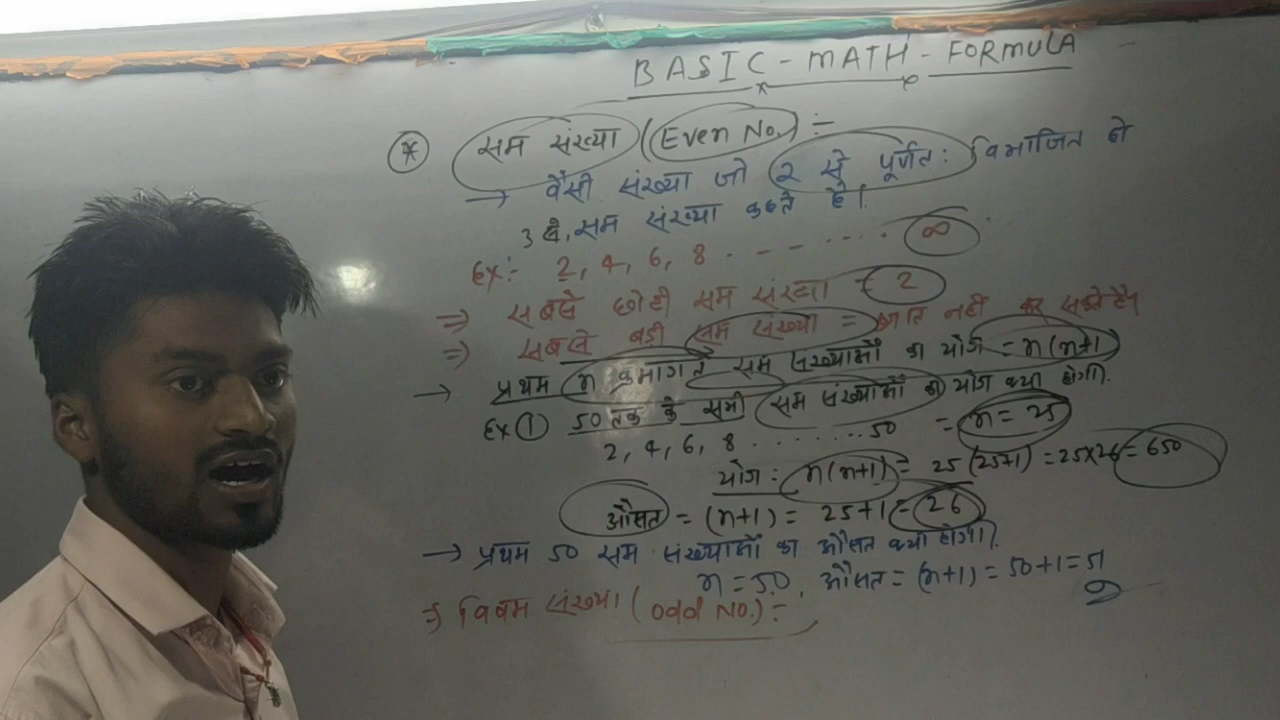 BASIC - MATH - FORMULA
* सम संख्या (Even No.) :-
→ वैसी संख्या जो 2 से पूर्णतः विभाजित हो
उसे सम संख्या कहते है।
Ex:- 2, 4, 6, 8 . - - ..... ∞
⇒ सबसे छोटी सम संख्या = 2
⇒ सबसे बड़ी सम संख्या = ज्ञात नहीं कर सकते हैं।
→ प्रथम n क्रमागत सम संख्याओं का योग = n(n+1)
Ex ① 50 तक के सभी सम संख्याओं का योग क्या होगी?
2, 4, 6, 8 ........ 50 = n = 25
योग : n(n+1) = 25(25+1) = 25x26 = 650
औसत = (n+1) = 25+1 = 26
→ प्रथम 50 सम संख्याओं का औसत क्या होगी?
n = 50, औसत = (n+1) = 50+1 = 51
⇒ विषम संख्या (odd No.) :-